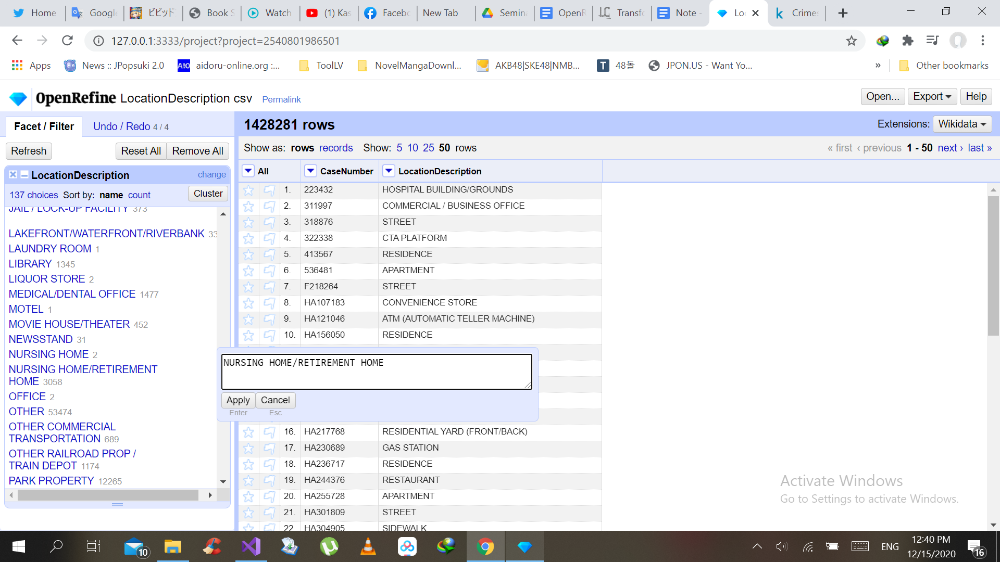 Home
Google
ビビッド
Book S
Watch
(1) Kas
Facebo
New Tab
Semina
OpenR
Transfo
Note -
Lo
Crimes
127.0.0.1:3333/project?project=2540801986501
Apps
News :: JPopsuki 2.0
A!O aidoru-online.org :...
ToolLV
NovelMangaDownl...
AKB48|SKE48|NMB...
T 48돌
JPON.US - Want Yo...
»
Other bookmarks
OpenRefine LocationDescription csv Permalink
Open... Export Help
Facet / Filter Undo / Redo 4 / 4
1428281 rows
Extensions: Wikidata
Refresh Reset All Remove All
Show as: rows records Show: 5 10 25 50 rows
« first ‹ previous 1 - 50 next › last »
LocationDescription change
137 choices Sort by: name count Cluster
JAIL / LOCK-UP FACILITY 373
LAKEFRONT/WATERFRONT/RIVERBANK 33
LAUNDRY ROOM 1
LIBRARY 1345
LIQUOR STORE 2
MEDICAL/DENTAL OFFICE 1477
MOTEL 1
MOVIE HOUSE/THEATER 452
NEWSSTAND 31
NURSING HOME 2
NURSING HOME/RETIREMENT
HOME 3058
OFFICE 2
OTHER 53474
OTHER COMMERCIAL
TRANSPORTATION 689
OTHER RAILROAD PROP /
TRAIN DEPOT 1174
PARK PROPERTY 12265
All CaseNumber LocationDescription
1. 223432 HOSPITAL BUILDING/GROUNDS
2. 311997 COMMERCIAL / BUSINESS OFFICE
3. 318876 STREET
4. 322338 CTA PLATFORM
5. 413567 RESIDENCE
6. 536481 APARTMENT
7. F218264 STREET
8. HA107183 CONVENIENCE STORE
9. HA121046 ATM (AUTOMATIC TELLER MACHINE)
10. HA156050 RESIDENCE
NURSING HOME/RETIREMENT HOME
Apply Cancel
Enter Esc
16. HA217768 RESIDENTIAL YARD (FRONT/BACK)
17. HA230689 GAS STATION
18. HA236717 RESIDENCE
19. HA244376 RESTAURANT
20. HA255728 APARTMENT
21. HA301809 STREET
22. HA304905 SIDEWALK
Activate Windows
Go to Settings to activate Windows.
10
ENG
12:40 PM
12/15/2020
16